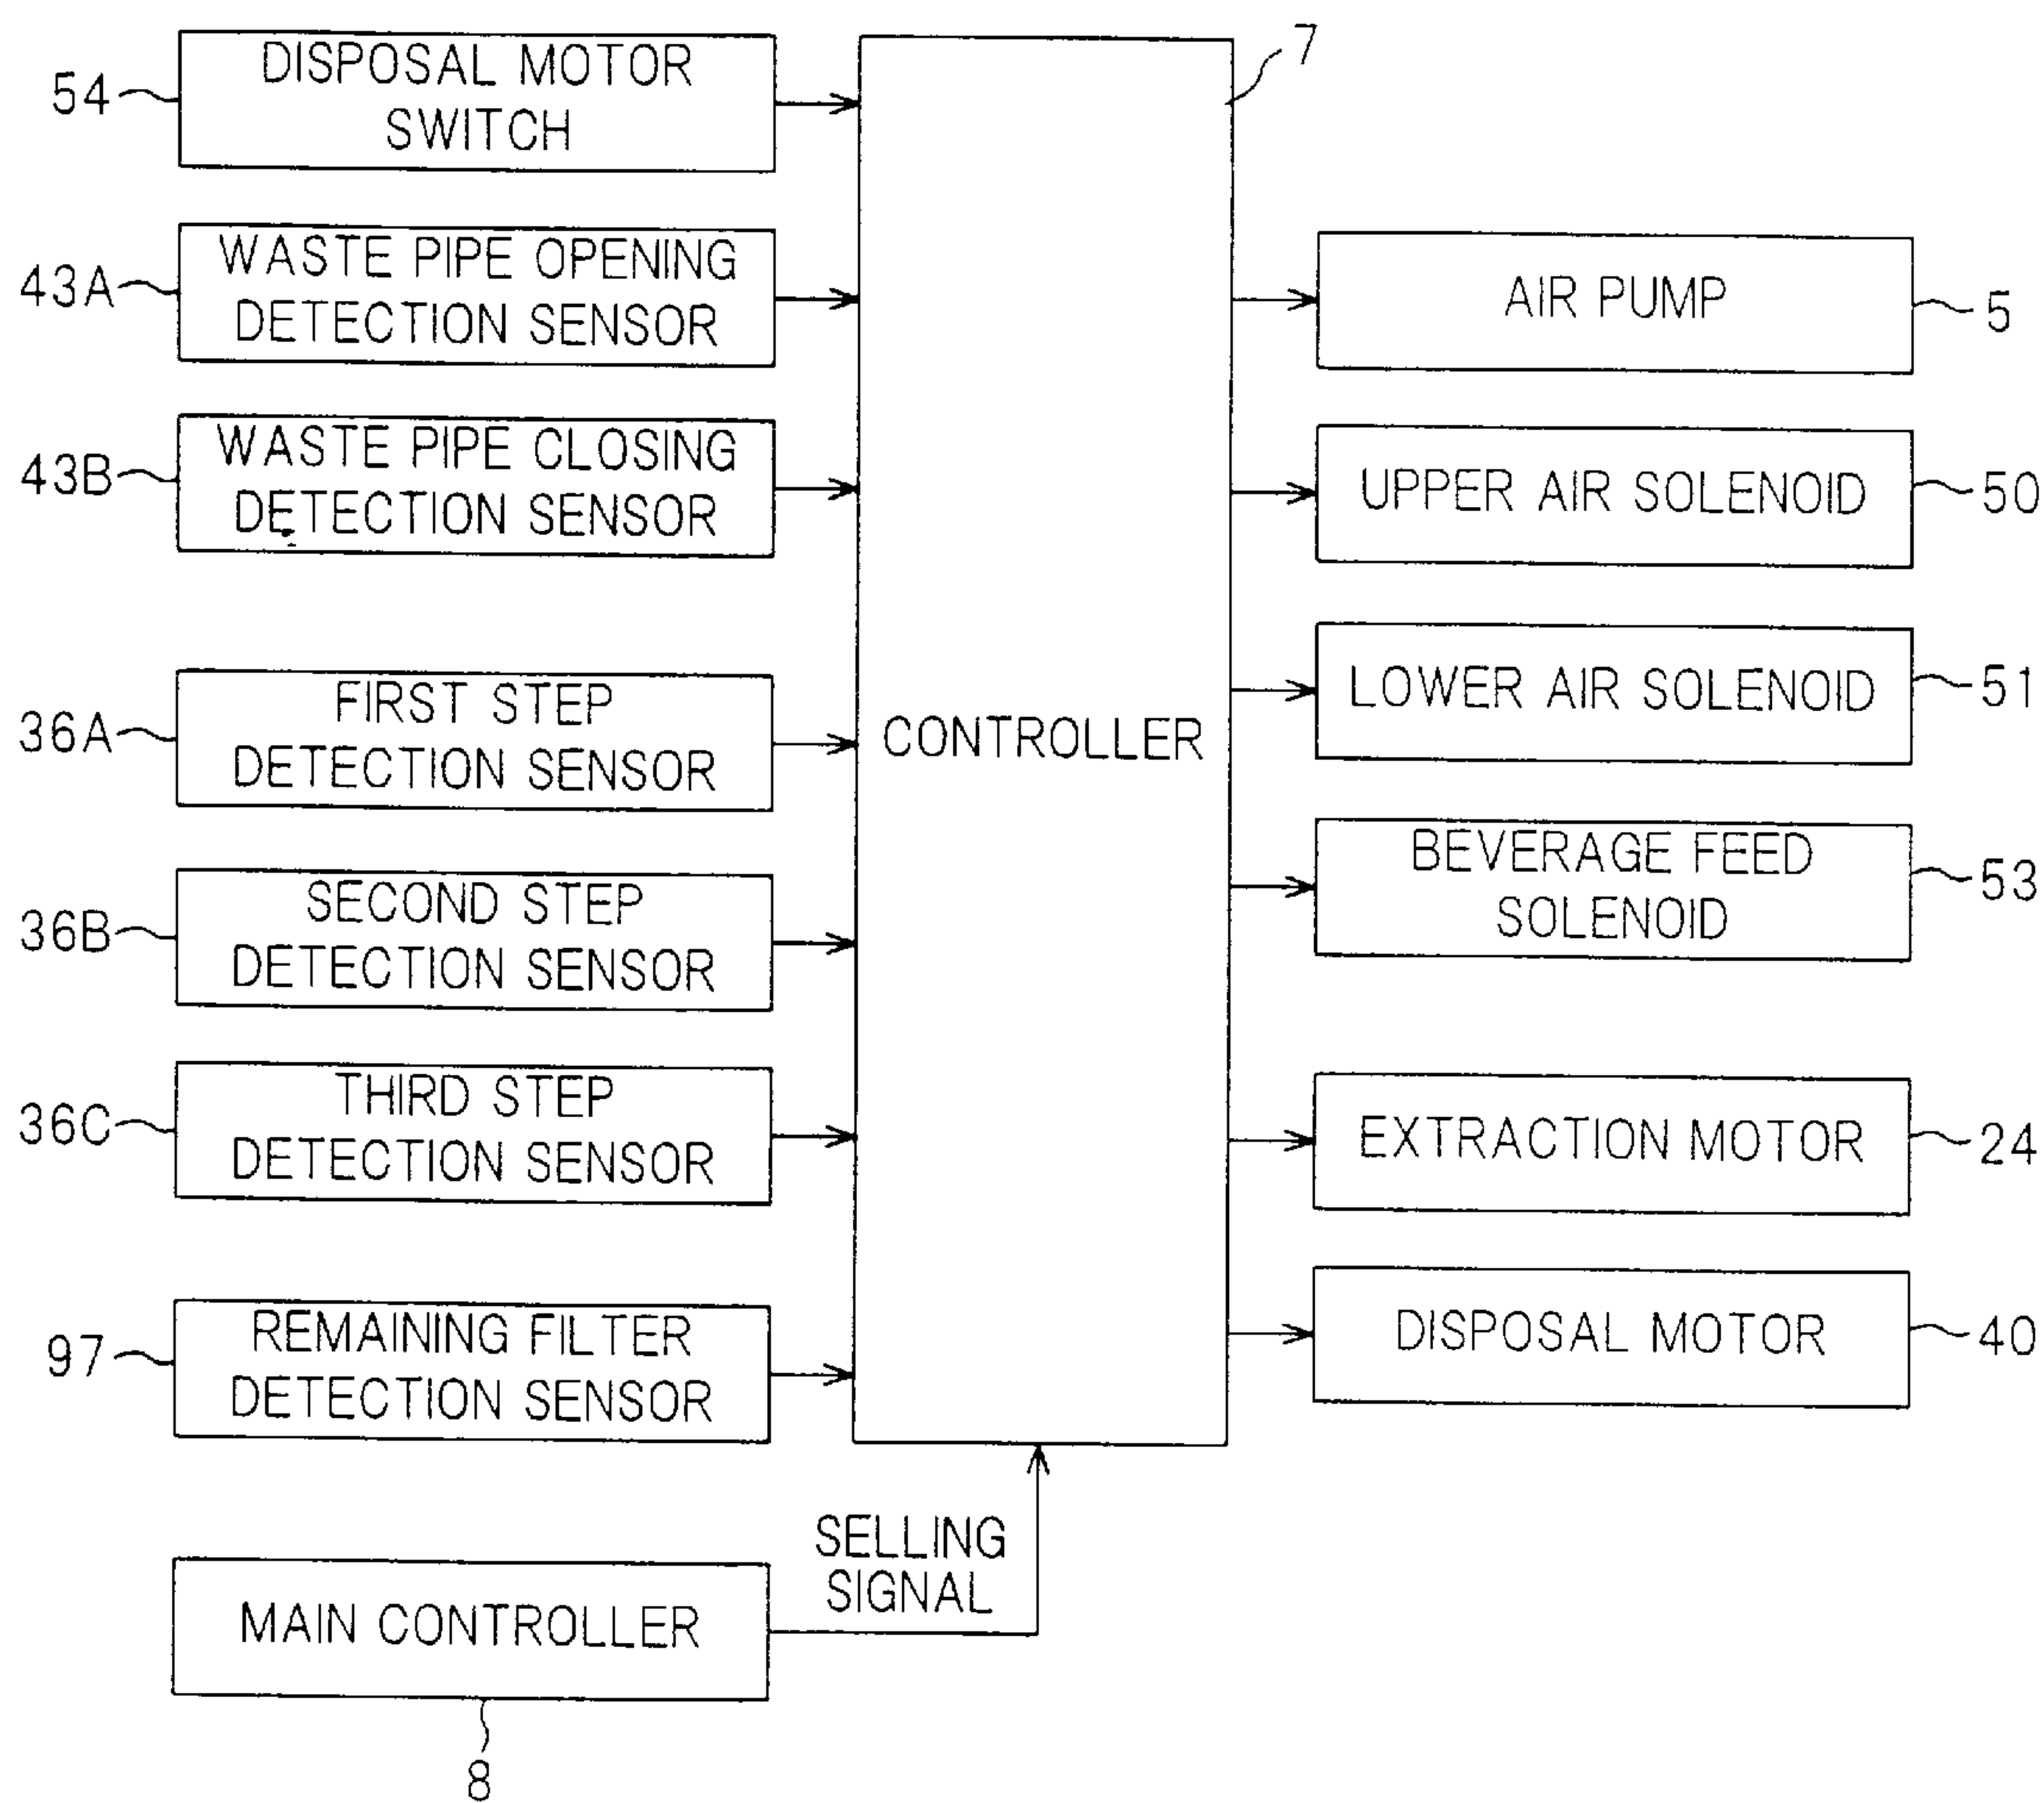 7
54
DISPOSAL MOTOR
SWITCH
43A
WASTE PIPE OPENING
DETECTION SENSOR
43B
WASTE PIPE CLOSING
DETECTION SENSOR
36A
FIRST STEP
DETECTION SENSOR
36B
SECOND STEP
DETECTION SENSOR
36C
THIRD STEP
DETECTION SENSOR
97
REMAINING FILTER
DETECTION SENSOR
CONTROLLER
AIR PUMP
5
UPPER AIR SOLENOID
50
LOWER AIR SOLENOID
51
BEVERAGE FEED
SOLENOID
53
EXTRACTION MOTOR
24
DISPOSAL MOTOR
40
SELLING
SIGNAL
MAIN CONTROLLER
8